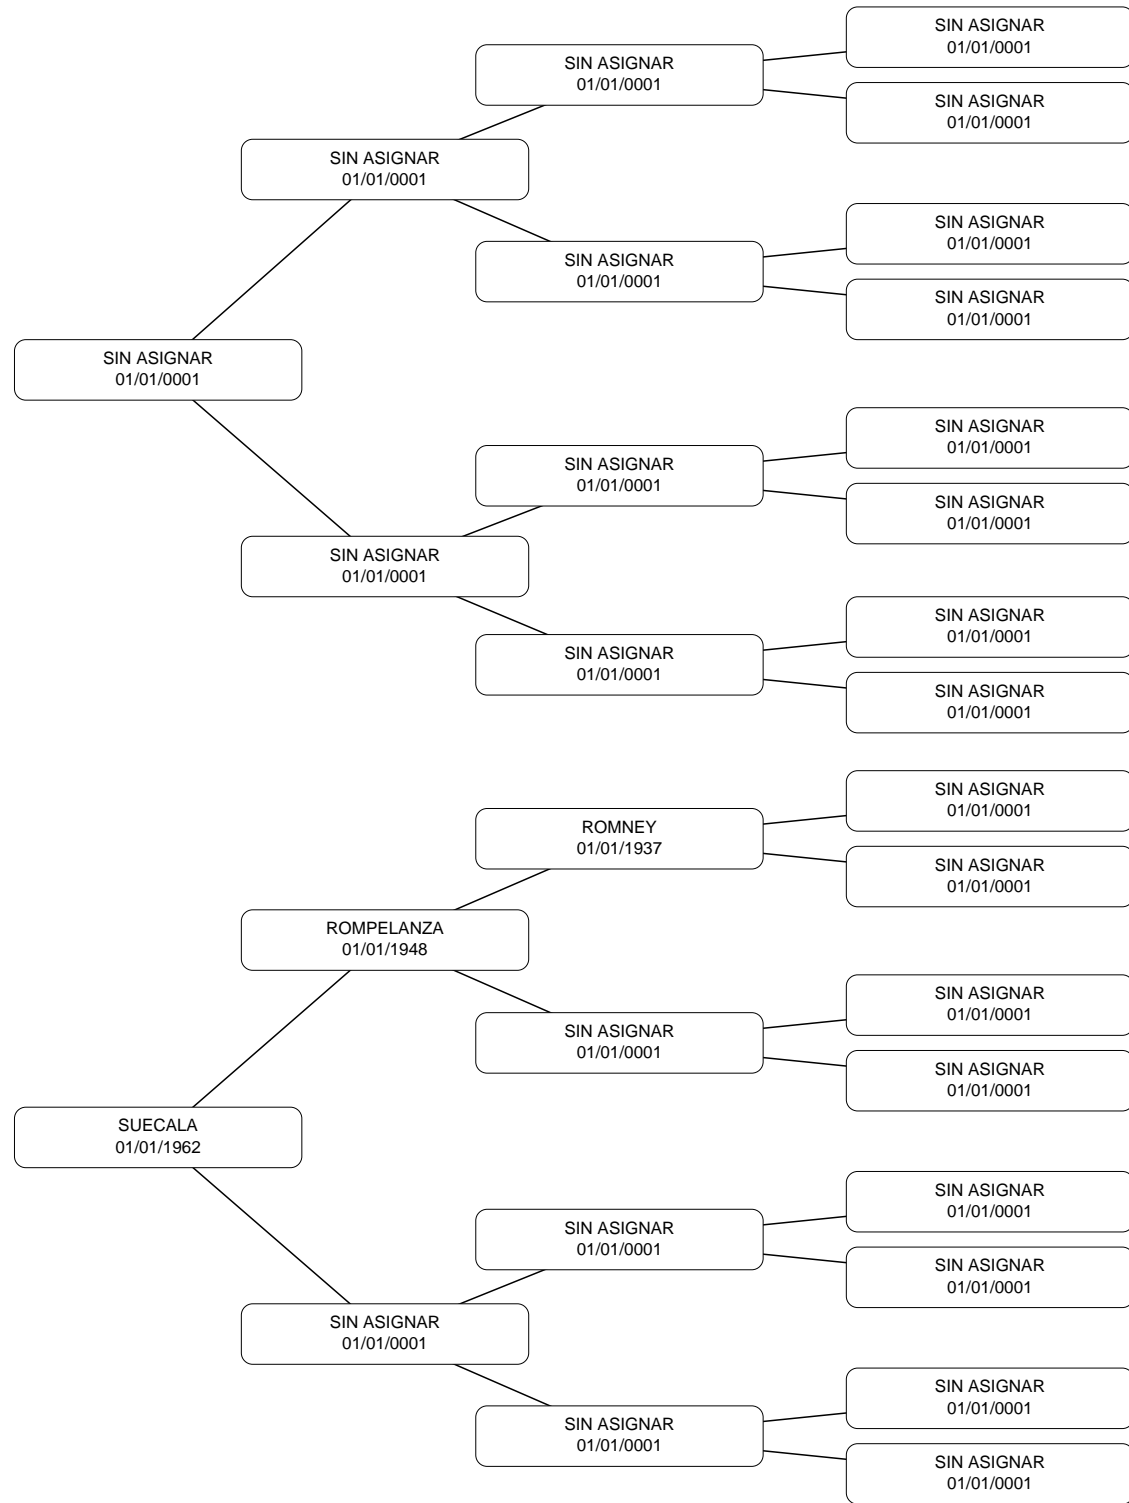 SIN ASIGNAR
01/01/0001
SIN ASIGNAR
01/01/0001
SIN ASIGNAR
01/01/0001
SIN ASIGNAR
01/01/0001
SIN ASIGNAR
01/01/0001
SIN ASIGNAR
01/01/0001
SIN ASIGNAR
01/01/0001
SIN ASIGNAR
01/01/0001
SIN ASIGNAR
01/01/0001
SIN ASIGNAR
01/01/0001
SIN ASIGNAR
01/01/0001
SIN ASIGNAR
01/01/0001
SIN ASIGNAR
01/01/0001
SIN ASIGNAR
01/01/0001
SIN ASIGNAR
01/01/0001
SIN ASIGNAR
01/01/0001
ROMNEY
01/01/1937
SIN ASIGNAR
01/01/0001
ROMPELANZA
01/01/1948
SIN ASIGNAR
01/01/0001
SIN ASIGNAR
01/01/0001
SIN ASIGNAR
01/01/0001
SUECALA
01/01/1962
SIN ASIGNAR
01/01/0001
SIN ASIGNAR
01/01/0001
SIN ASIGNAR
01/01/0001
SIN ASIGNAR
01/01/0001
SIN ASIGNAR
01/01/0001
SIN ASIGNAR
01/01/0001
SIN ASIGNAR
01/01/0001